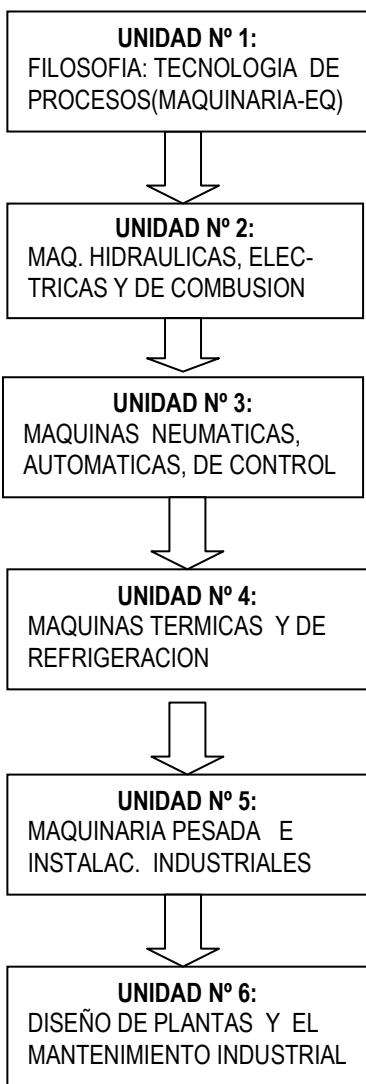 UNIDAD Nº 1:
FILOSOFIA: TECNOLOGIA DE
PROCESOS(MAQUINARIA-EQ)
UNIDAD Nº 2:
MAQ. HIDRAULICAS, ELEC-
TRICAS Y DE COMBUSION
UNIDAD Nº 3:
MAQUINAS NEUMATICAS,
AUTOMATICAS, DE CONTROL
UNIDAD Nº 4:
MAQUINAS TERMICAS Y DE
REFRIGERACION
UNIDAD Nº 5:
MAQUINARIA PESADA E
INSTALAC. INDUSTRIALES
UNIDAD Nº 6:
DISEÑO DE PLANTAS Y EL
MANTENIMIENTO INDUSTRIAL